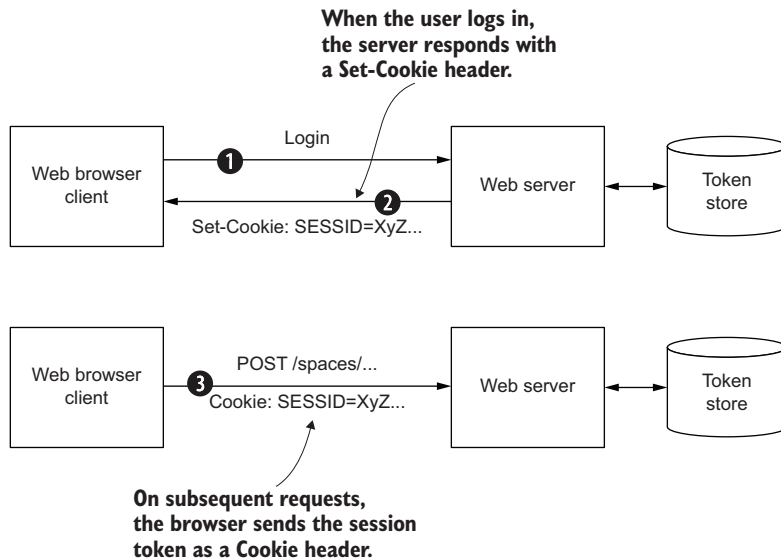 When the user logs in,
the server responds with
a Set-Cookie header.
Login
1
Web browser
client
Web server
Token
store
2
Set-Cookie: SESSID=XyZ...
POST /spaces/...
Web browser
client
3
Web server
Token
store
Cookie: SESSID=XyZ...
On subsequent requests,
the browser sends the session
token as a Cookie header.